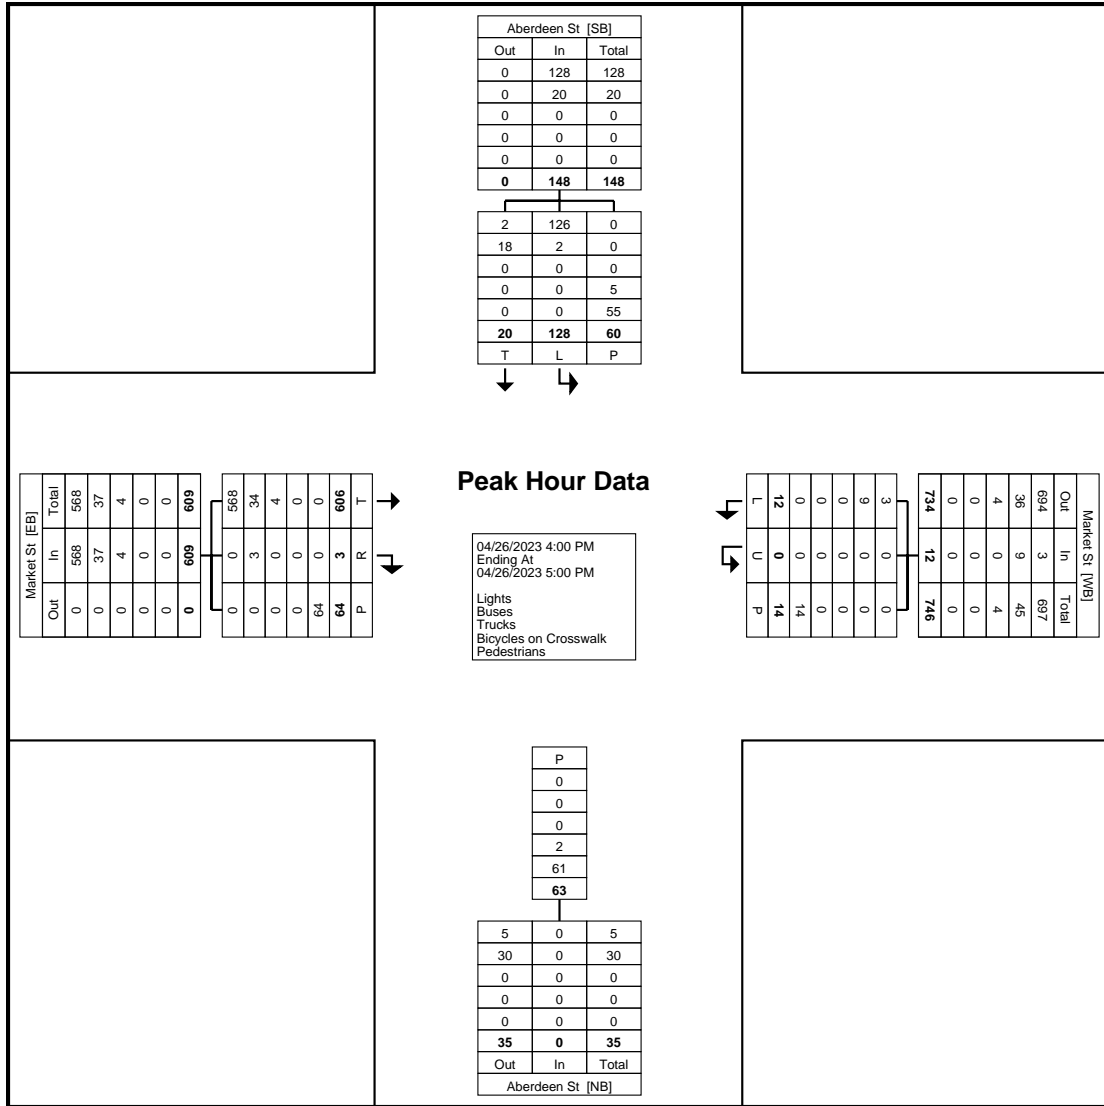 Aberdeen St [SB]
Out In Total
0 128 128
0 20 20
0 0 0
0 0 0
0 0 0
0 148 148
2 126 0
18 2 0
0 0 0
0 0 5
0 0 55
20 128 60
T L P
Market St [EB]
Total 568 37 4 0 0 609
In 568 37 4 0 0 609
Out 0 0 0 0 0 0
568 34 4 0 0 606 T
0 3 0 0 0 3 R
0 0 0 0 64 64 P
Peak Hour Data
04/26/2023 4:00 PM
Ending At
04/26/2023 5:00 PM
Lights
Buses
Trucks
Bicycles on Crosswalk
Pedestrians
L 12 0 0 0 9 3
U 0 0 0 0 0 0
P 14 14 0 0 0 0
734 0 0 4 36 694 Out
12 0 0 0 9 3 In
746 0 0 4 45 697 Total
Market St [WB]
P
0
0
0
2
61
63
5 0 5
30 0 30
0 0 0
0 0 0
0 0 0
35 0 35
Out In Total
Aberdeen St [NB]